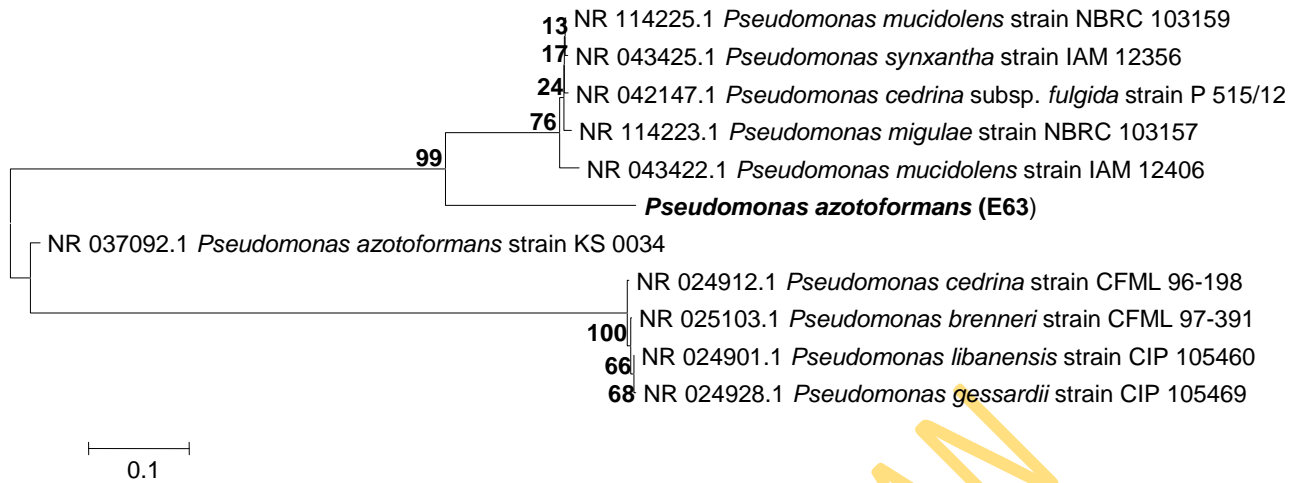 NR 114225.1 Pseudomonas mucidolens strain NBRC 103159
13
NR 043425.1 Pseudomonas synxantha strain IAM 12356
17
NR 042147.1 Pseudomonas cedrina subsp. fulgida strain P 515/12
24
NR 114223.1 Pseudomonas migulae strain NBRC 103157
76
NR 043422.1 Pseudomonas mucidolens strain IAM 12406
99
Pseudomonas azotoformans (E63)
NR 037092.1 Pseudomonas azotoformans strain KS 0034
NR 024912.1 Pseudomonas cedrina strain CFML 96-198
NR 025103.1 Pseudomonas brenneri strain CFML 97-391
100
NR 024901.1 Pseudomonas libanensis strain CIP 105460
66
NR 024928.1 Pseudomonas gessardii strain CIP 105469
68
0.1